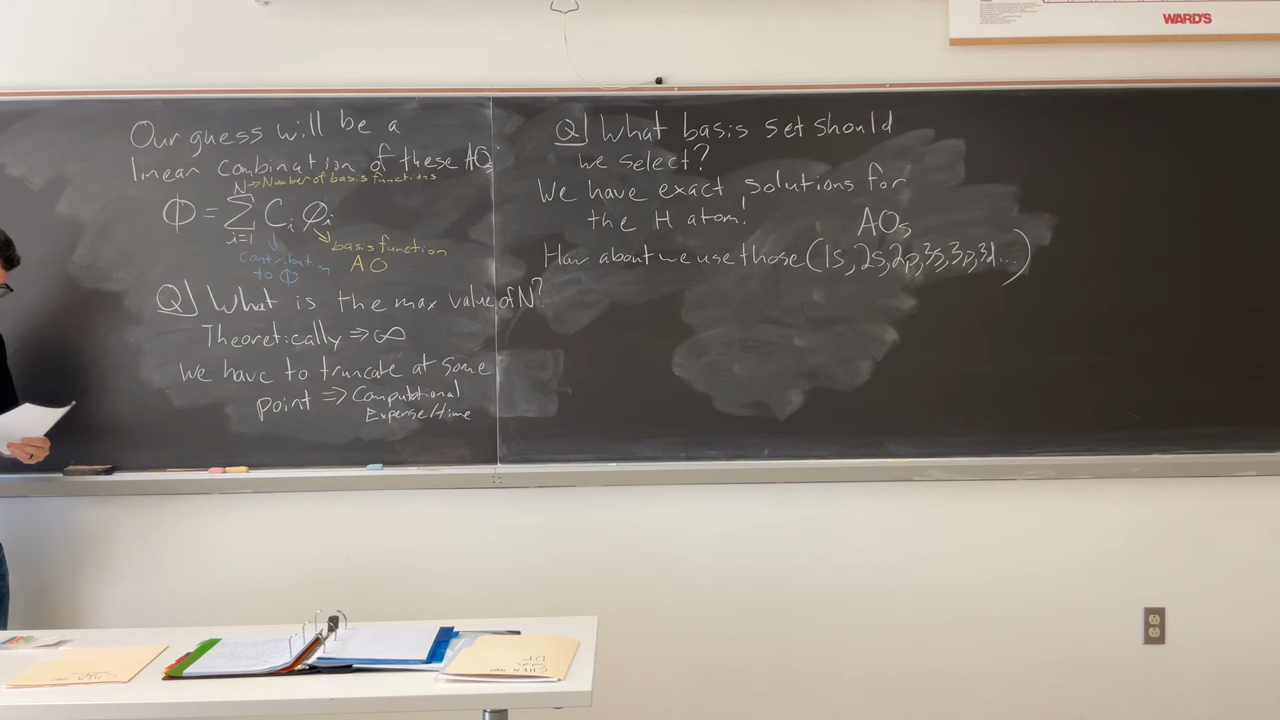 Our guess will be a
linear combination of these AO
N → Number of basis functions
Φ = Σ Ci φi
i=1
basis function
AO
contribution
to Φ
Q] What is the max value of N?
Theoretically ⇒ ∞
We have to truncate at some
point ⇒ Computational
Expense/time
Q] What basis set should
we select?
We have exact solutions for
the H atom!
AOs
How about we use those (1s, 2s, 2p, 3s, 3p, 3d...)
WARD'S